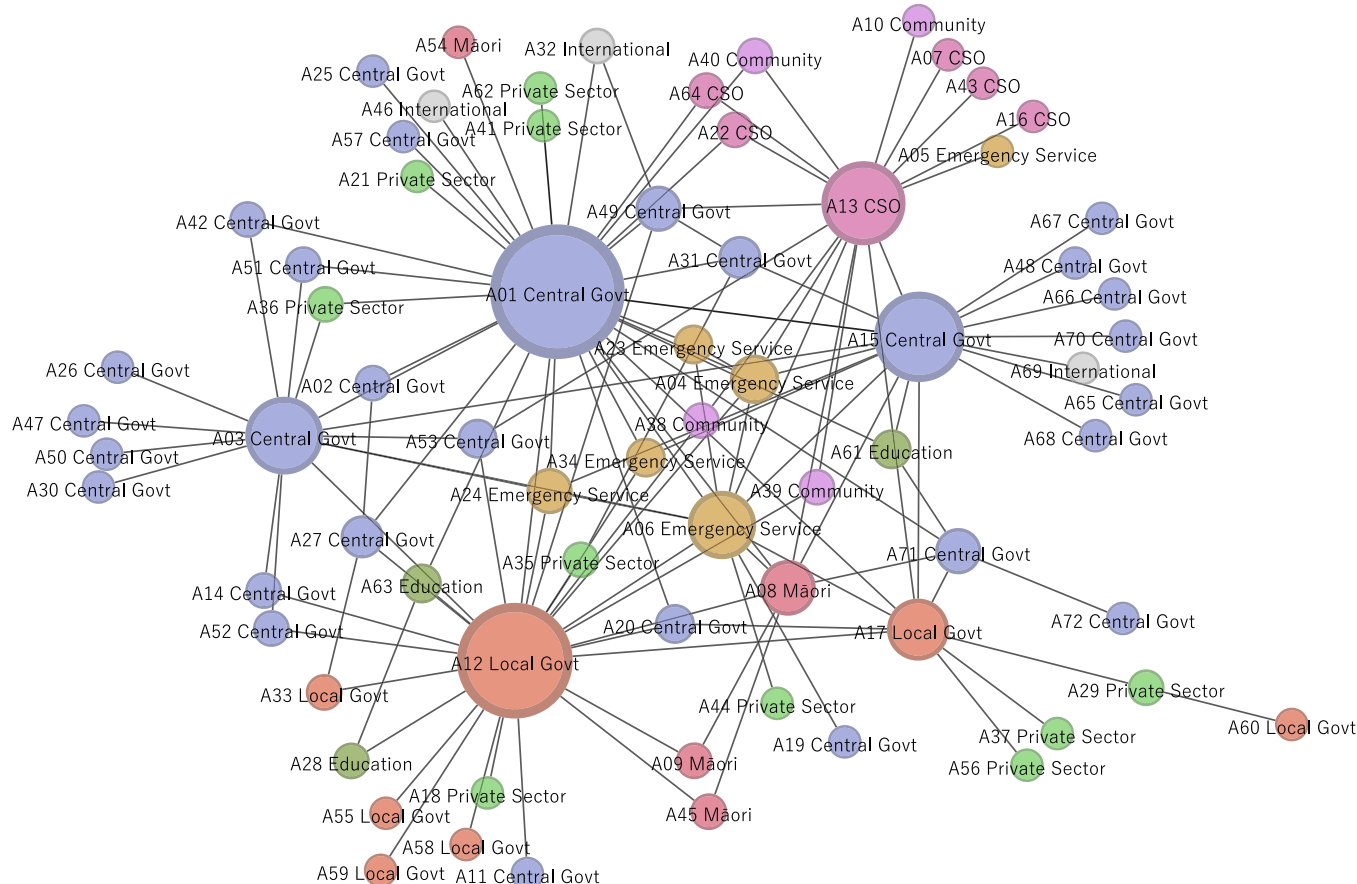 A10 Community
A54 Māori
A32 International
A07 CSO
A40 Community
A25 Central Govt
A43 CSO
A62 Private Sector
A64 CSO
A46 International
A16 CSO
A41 Private Sector
A22 CSO
A57 Central Govt
A05 Emergency Service
A21 Private Sector
A13 CSO
A49 Central Govt
A42 Central Govt
A67 Central Govt
A31 Central Govt
A51 Central Govt
A48 Central Govt
A01 Central Govt
A66 Central Govt
A36 Private Sector
A15 Central Govt
A70 Central Govt
A23 Emergency Service
A26 Central Govt
A69 International
A02 Central Govt
A04 Emergency Service
A65 Central Govt
A47 Central Govt
A38 Community
A03 Central Govt
A53 Central Govt
A68 Central Govt
A50 Central Govt
A61 Education
A34 Emergency Service
A30 Central Govt
A24 Emergency Service
A39 Community
A06 Emergency Service
A27 Central Govt
A71 Central Govt
A35 Private Sector
A63 Education
A08 Māori
A14 Central Govt
A72 Central Govt
A20 Central Govt
A52 Central Govt
A17 Local Govt
A12 Local Govt
A33 Local Govt
A29 Private Sector
A44 Private Sector
A60 Local Govt
A37 Private Sector
A19 Central Govt
A28 Education
A09 Māori
A56 Private Sector
A18 Private Sector
A55 Local Govt
A45 Māori
A58 Local Govt
A59 Local Govt
A11 Central Govt